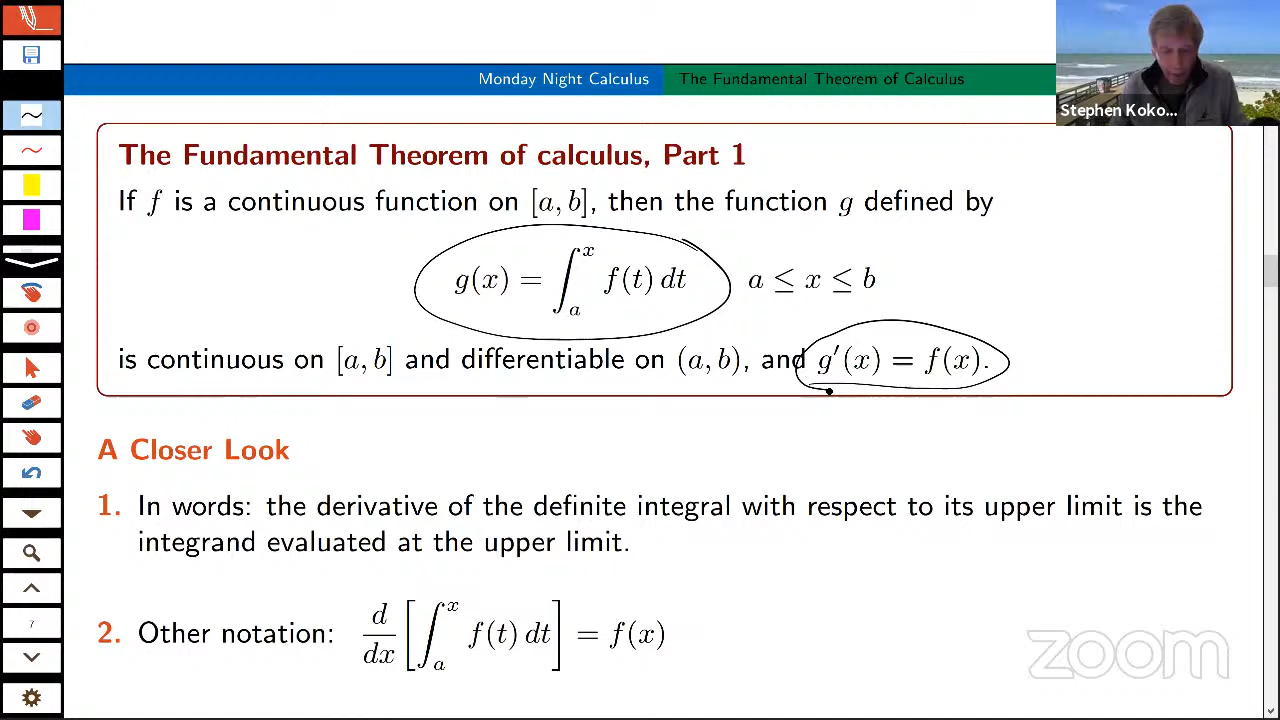 Monday Night Calculus The Fundamental Theorem of Calculus
Stephen Koko...
The Fundamental Theorem of calculus, Part 1
If f is a continuous function on [a, b], then the function g defined by
g(x) = ∫_a^x f(t) dt a ≤ x ≤ b
is continuous on [a, b] and differentiable on (a, b), and g′(x) = f(x).
A Closer Look
1. In words: the derivative of the definite integral with respect to its upper limit is the
integrand evaluated at the upper limit.
2. Other notation: d/dx [∫_a^x f(t) dt] = f(x)
7
zoom